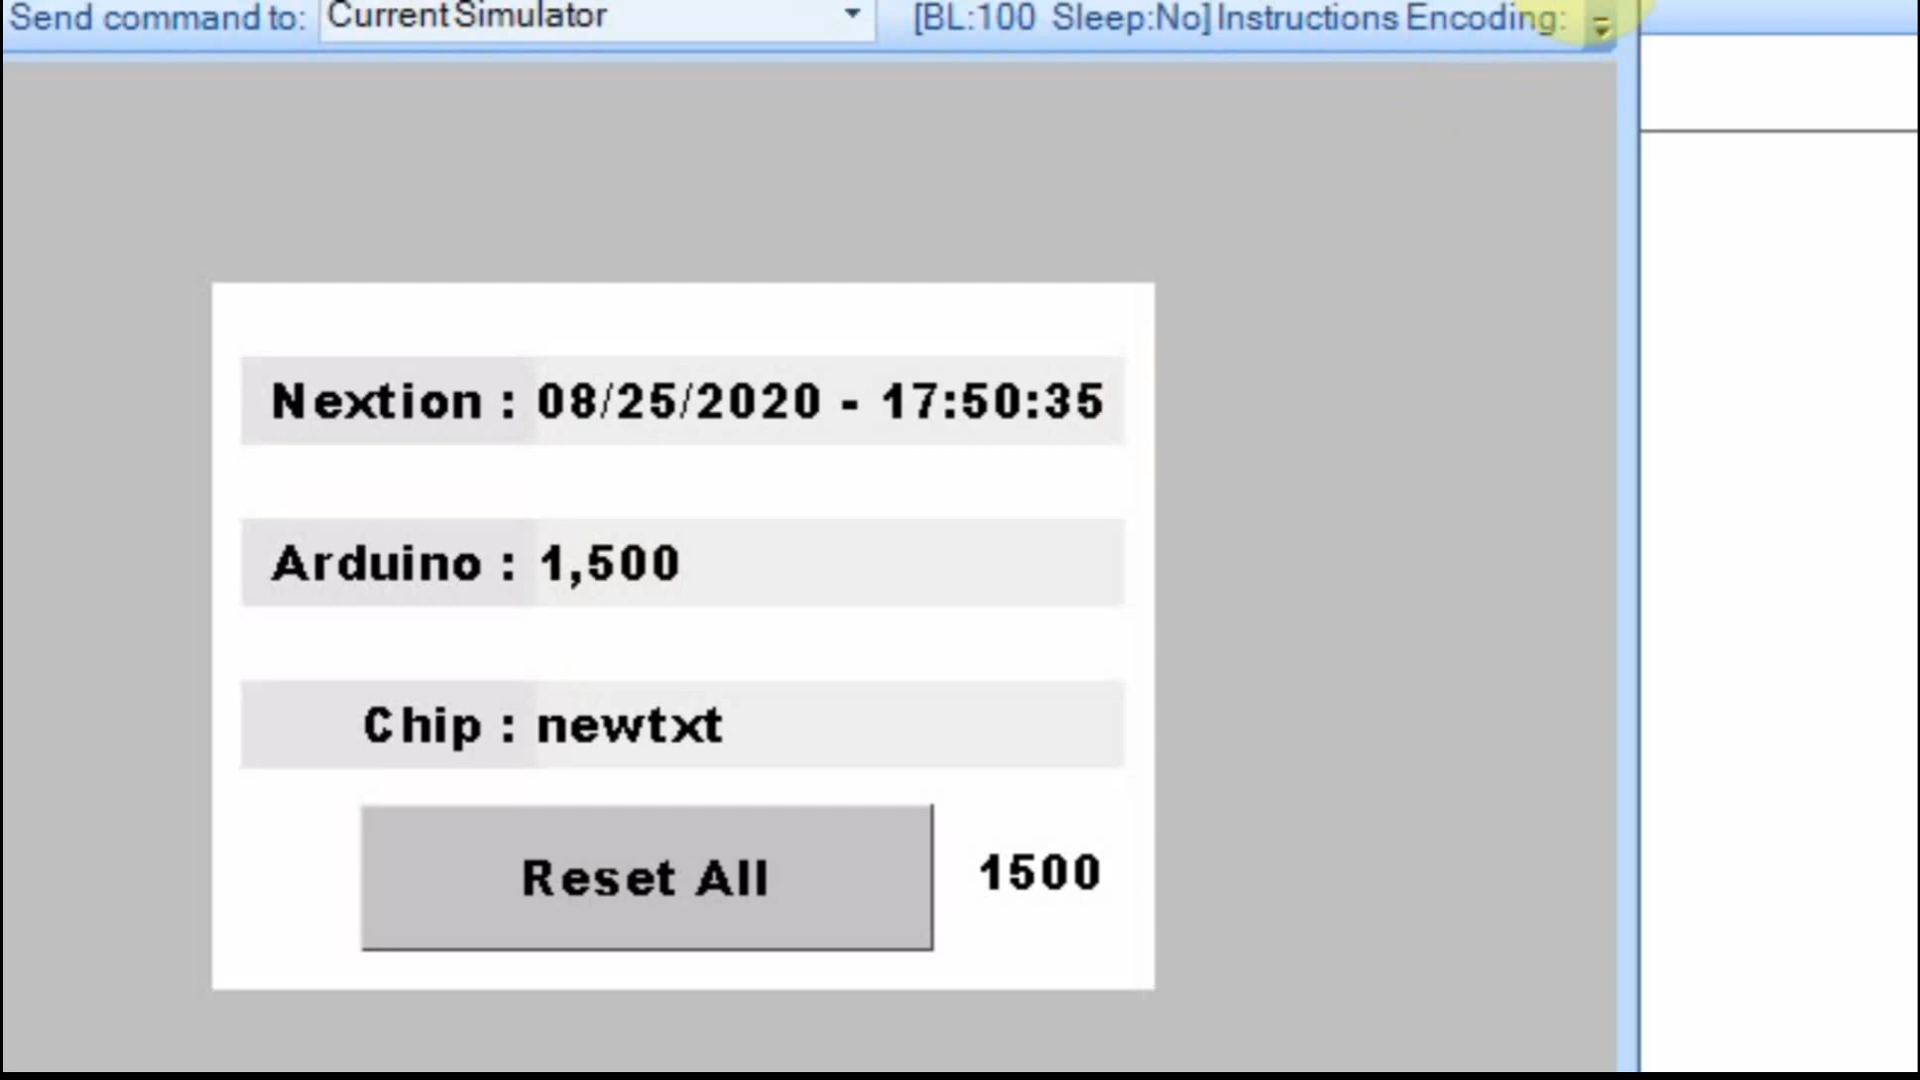 Send command to: Current Simulator [BL:100 Sleep:No] Instructions Encoding:
Nextion : 08/25/2020 - 17:50:35
Arduino : 1,500
Chip : newtxt
Reset All 1500